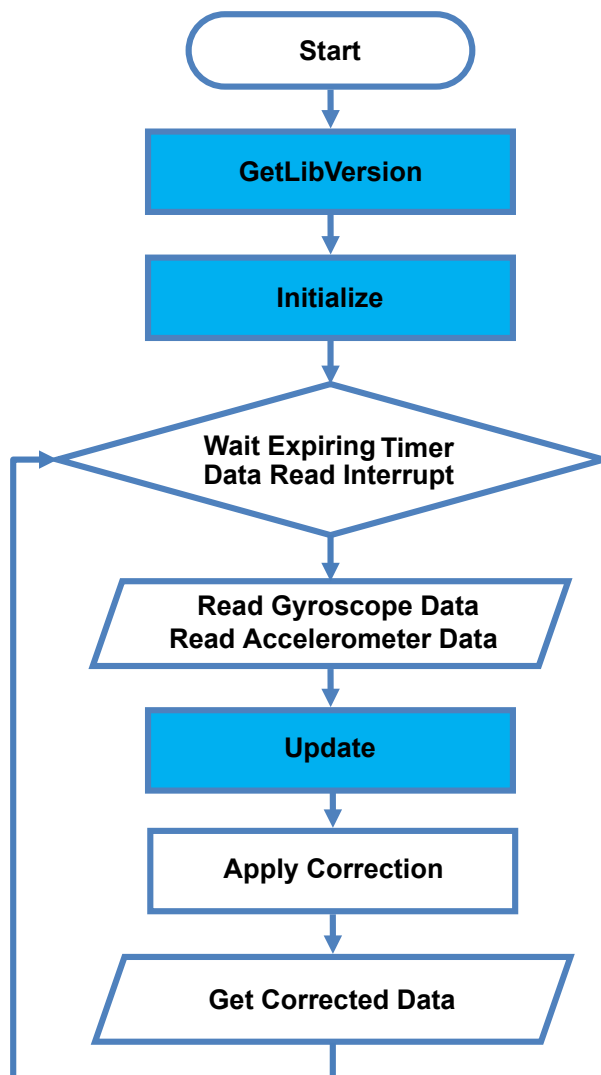 Start
GetLibVersion
Initialize
Wait Expiring Timer
Data Read Interrupt
Read Gyroscope Data
Read Accelerometer Data
Update
Apply Correction
Get Corrected Data